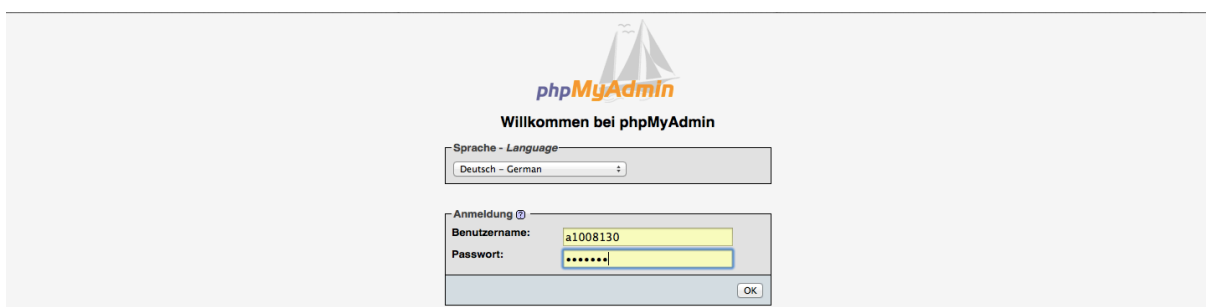 phpMyAdmin
Willkommen bei phpMyAdmin
Sprache - Language
Deutsch - German
Anmeldung ?
Benutzername: a1008130
Passwort: •••••••
OK